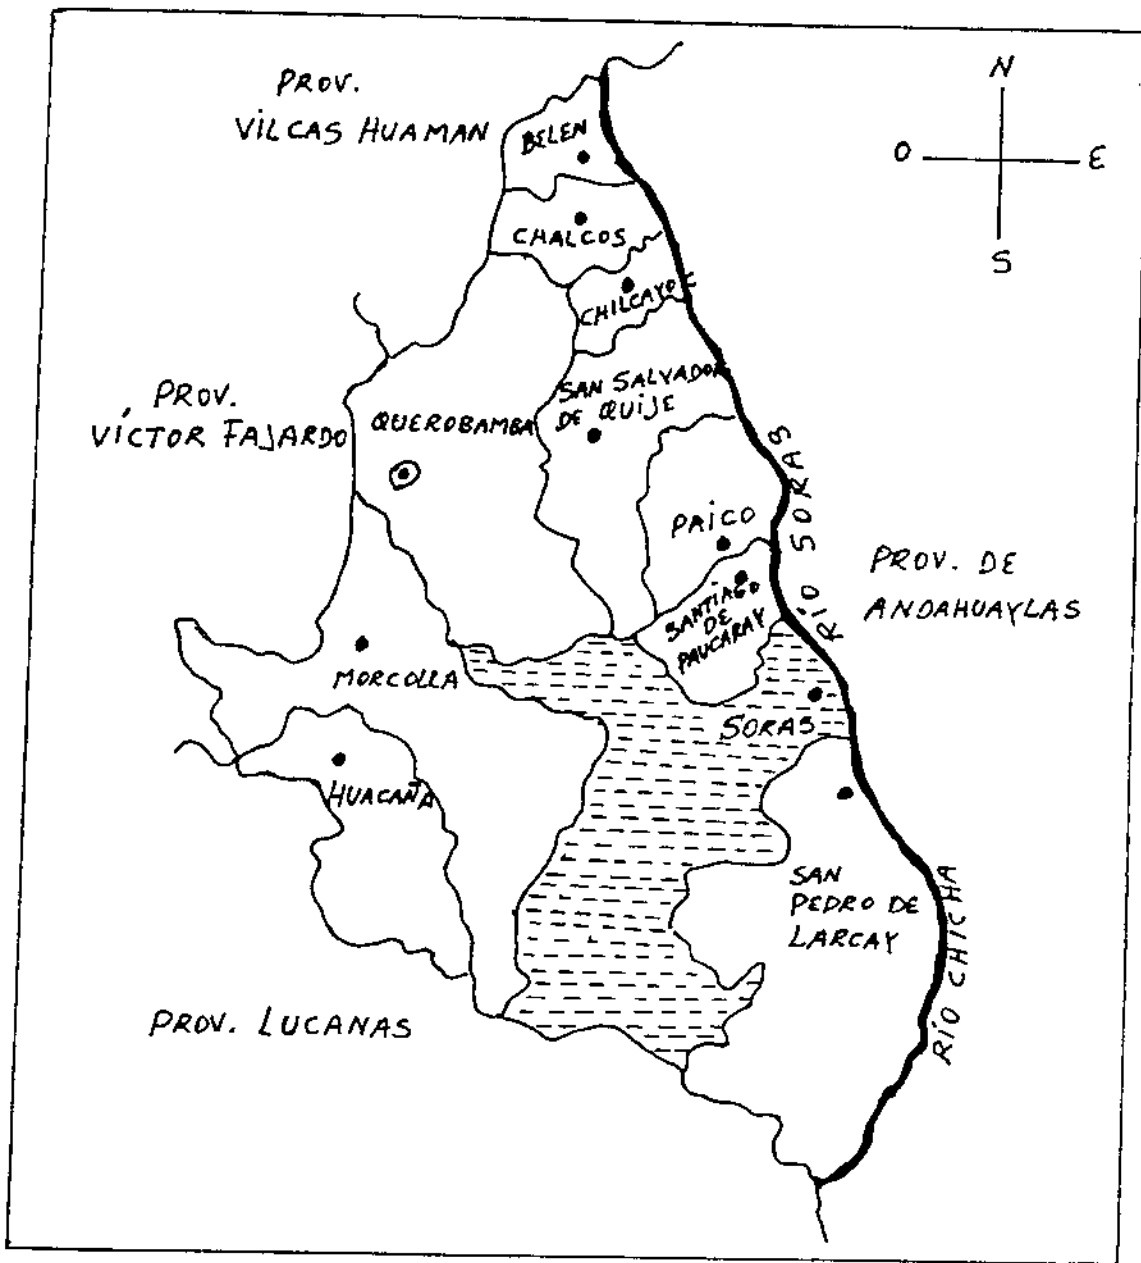 PROV.
VILCAS HUAMAN
N
O
E
S
BELEN
CHALCOS
CHILCAYOC
SAN SALVADOR
DE QUIJE
PROV.
VÍCTOR FAJARDO
QUEROBAMBA
PAICO
RÍO SORAS
PROV. DE
ANDAHUAYLAS
SANTIAGO
DE
PAUCARAY
MORCOLLA
SORAS
HUACAÑA
SAN
PEDRO DE
LARCAY
RÍO CHICHA
PROV. LUCANAS